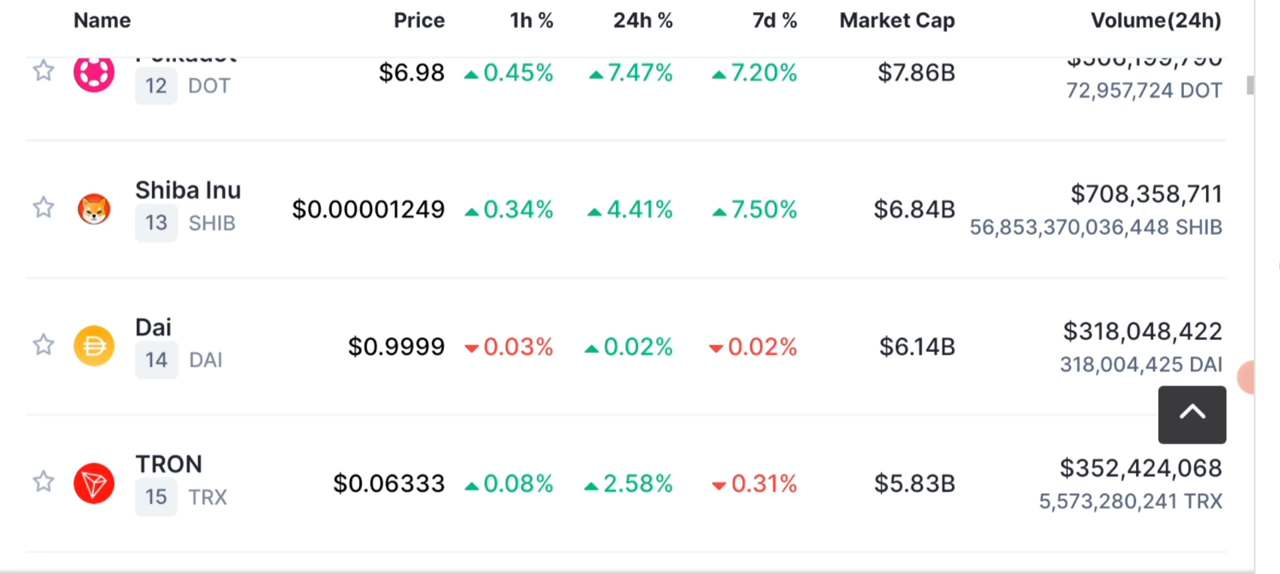 Name Price 1h % 24h % 7d % Market Cap Volume(24h)
12 DOT $6.98 0.45% 7.47% 7.20% $7.86B
72,957,724 DOT
Shiba Inu
13 SHIB $0.00001249 0.34% 4.41% 7.50% $6.84B $708,358,711
56,853,370,036,448 SHIB
Dai
14 DAI $0.9999 0.03% 0.02% 0.02% $6.14B $318,048,422
318,004,425 DAI
TRON
15 TRX $0.06333 0.08% 2.58% 0.31% $5.83B $352,424,068
5,573,280,241 TRX